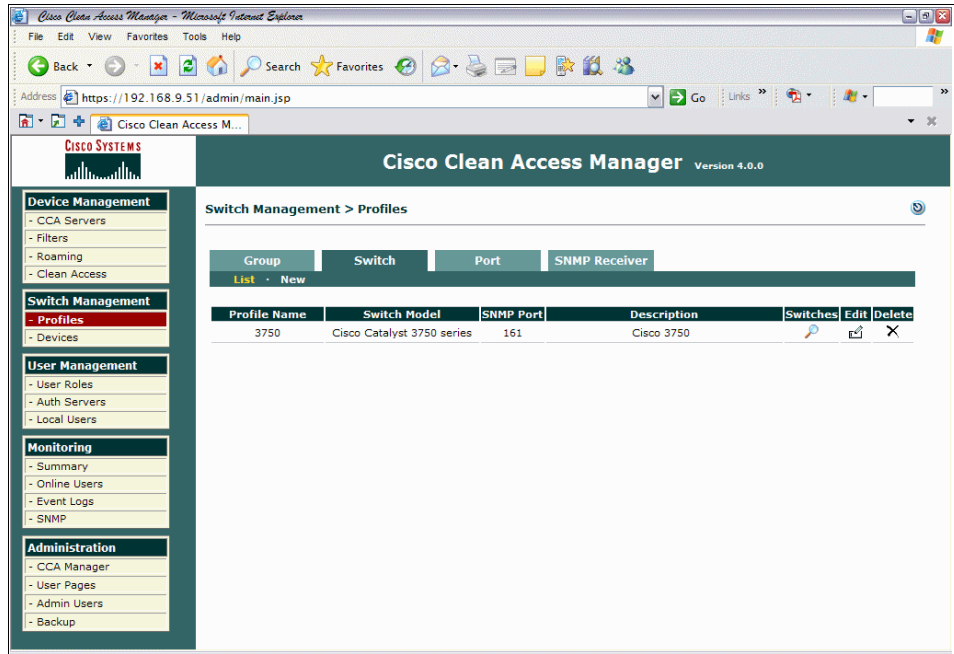 Cisco Clean Access Manager - Microsoft Internet Explorer
File Edit View Favorites Tools Help
Back Search Favorites
Address https://192.168.9.51/admin/main.jsp Go Links »
»
Cisco Clean Access M...
CISCO SYSTEMS
Cisco Clean Access Manager Version 4.0.0
Device Management
- CCA Servers
- Filters
- Roaming
- Clean Access
Switch Management
- Profiles
- Devices
User Management
- User Roles
- Auth Servers
- Local Users
Monitoring
- Summary
- Online Users
- Event Logs
- SNMP
Administration
- CCA Manager
- User Pages
- Admin Users
- Backup
Switch Management > Profiles
Group Switch Port SNMP Receiver
List · New
Profile Name Switch Model SNMP Port Description Switches Edit Delete
3750 Cisco Catalyst 3750 series 161 Cisco 3750